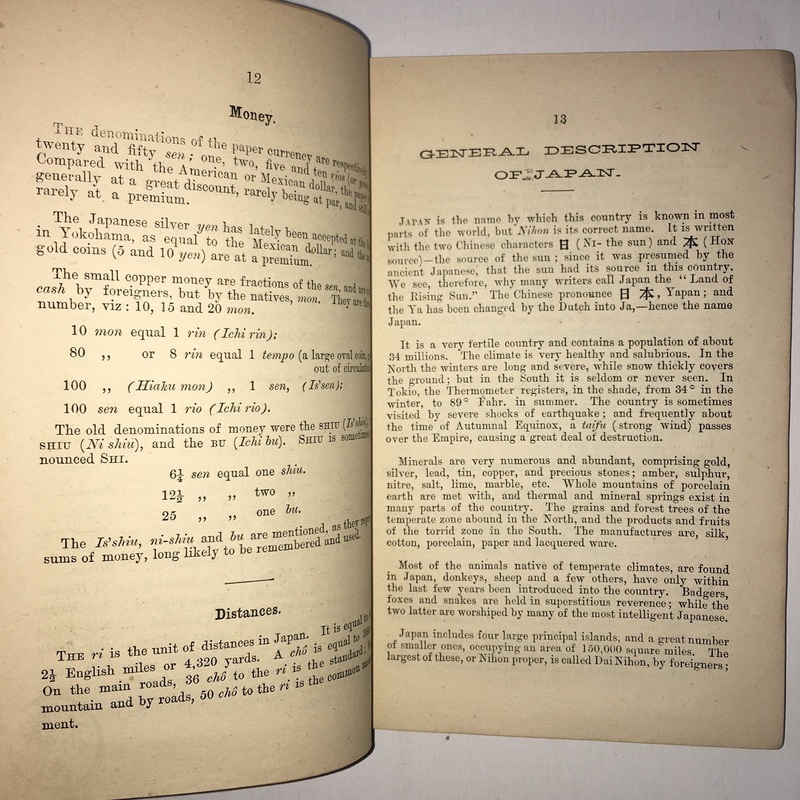 12
Money.
THE denominations of the paper currency are respectively
twenty and fifty sen; one, two, five and ten rios (or
Compared with the American or Mexican dollar, the paper
generally at a great discount, rarely being at par, and still
rarely at a premium.
The Japanese silver yen has lately been accepted at the
in Yokohama, as equal to the Mexican dollar; and the
gold coins (5 and 10 yen) are at a premium.
The small copper money are fractions of the sen, and are
cash by foreigners, but by the natives, mon. They are
number, viz: 10, 15 and 20 mon.
10 mon equal 1 rin (Ichi rin);
80 „ or 8 rin equal 1 tempo (a large oval coin,
out of
100 „ (Hiaku mon) „ 1 sen, (Is'sen);
100 sen equal 1 rio (Ichi rio).
The old denominations of money were the SHIU (Is'shiu),
SHIU (Ni shiu), and the BU (Ichi bu). SHIU is
nounced SHI.
6¼ sen equal one shiu.
12½ „ „ two „
25 „ „ one bu.
The Is'shiu, ni-shiu and bu are mentioned, as they
sums of money, long likely to be remembered and used.
Distances.
THE ri is the unit of distances in Japan. It is equal to
2½ English miles or 4,320 yards. A chô is equal to
On the main roads, 36 chô to the ri is the standard;
mountain and by roads, 50 chô to the ri is the common
ment.
13
GENERAL DESCRIPTION
OF JAPAN.
JAPAN is the name by which this country is known in most
parts of the world, but Nihon is its correct name. It is written
with the two Chinese characters 日 (NI- the sun) and 本 (HON
source)—the source of the sun; since it was presumed by the
ancient Japanese, that the sun had its source in this country.
We see, therefore, why many writers call Japan the "Land of
the Rising Sun." The Chinese pronounce 日 本, Yapan; and
the Ya has been changed by the Dutch into Ja,—hence the name
Japan.
It is a very fertile country and contains a population of about
34 millions. The climate is very healthy and salubrious. In the
North the winters are long and severe, while snow thickly covers
the ground; but in the South it is seldom or never seen. In
Tokio, the Thermometer registers, in the shade, from 34° in the
winter, to 89° Fahr. in summer. The country is sometimes
visited by severe shocks of earthquake; and frequently about
the time of Autumnal Equinox, a taifu (strong wind) passes
over the Empire, causing a great deal of destruction.
Minerals are very numerous and abundant, comprising gold,
silver, lead, tin, copper, and precious stones; amber, sulphur,
nitre, salt, lime, marble, etc. Whole mountains of porcelain
earth are met with, and thermal and mineral springs exist in
many parts of the country. The grains and forest trees of the
temperate zone abound in the North, and the products and fruits
of the torrid zone in the South. The manufactures are, silk,
cotton, porcelain, paper and lacquered ware.
Most of the animals native of temperate climates, are found
in Japan, donkeys, sheep and a few others, have only within
the last few years been introduced into the country. Badgers,
foxes and snakes are held in superstitious reverence; while the
two latter are worshiped by many of the most intelligent Japanese.
Japan includes four large principal islands, and a great number
of smaller ones, occupying an area of 150,000 square miles. The
largest of these, or Nihon proper, is called Dai Nihon, by foreigners;